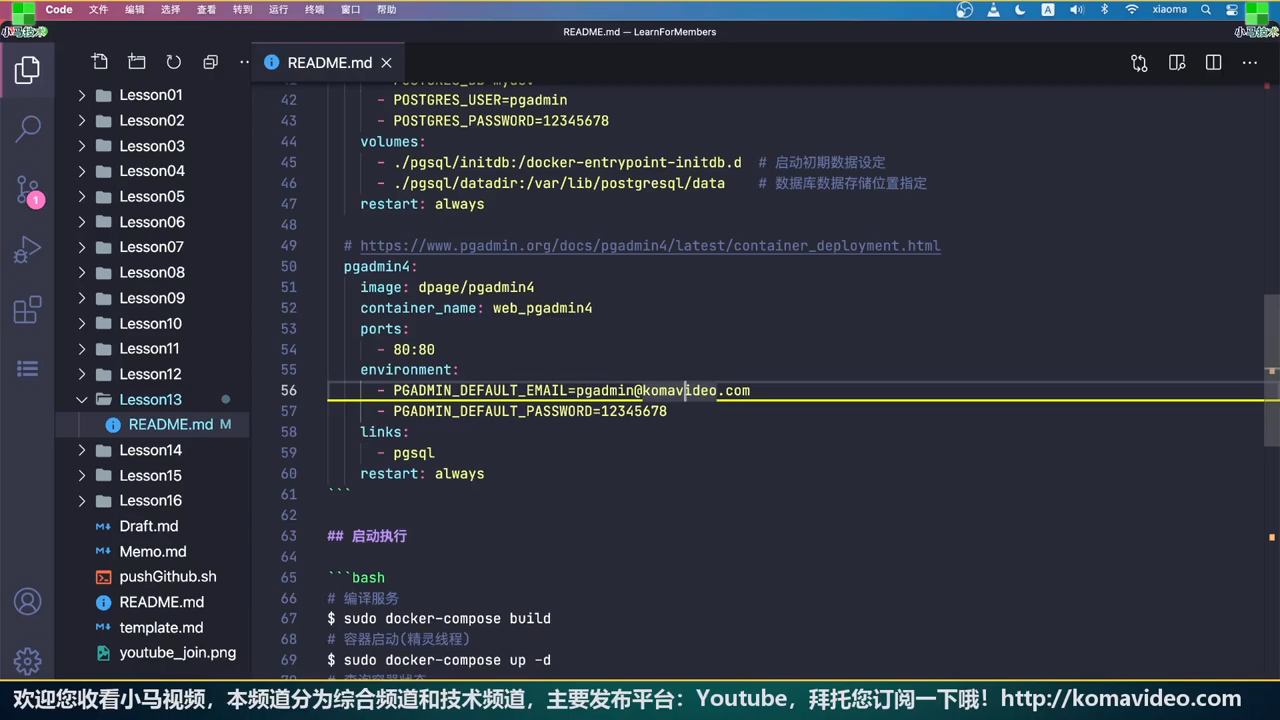 Code 文件 编辑 选择 查看 转到 运行 终端 窗口 帮助 A xiaoma
小马技术 README.md — LearnForMembers 小马技术
README.md
Lesson01
Lesson02
Lesson03
Lesson04
Lesson05
Lesson06
Lesson07
Lesson08
Lesson09
Lesson10
Lesson11
Lesson12
Lesson13
README.md M
Lesson14
Lesson15
Lesson16
Draft.md
Memo.md
pushGithub.sh
README.md
template.md
youtube_join.png
1
42 - POSTGRES_USER=pgadmin
43 - POSTGRES_PASSWORD=12345678
44 volumes:
45 - ./pgsql/initdb:/docker-entrypoint-initdb.d # 启动初期数据设定
46 - ./pgsql/datadir:/var/lib/postgresql/data # 数据库数据存储位置指定
47 restart: always
48
49 # https://www.pgadmin.org/docs/pgadmin4/latest/container_deployment.html
50 pgadmin4:
51 image: dpage/pgadmin4
52 container_name: web_pgadmin4
53 ports:
54 - 80:80
55 environment:
56 - PGADMIN_DEFAULT_EMAIL=pgadmin@komavideo.com
57 - PGADMIN_DEFAULT_PASSWORD=12345678
58 links:
59 - pgsql
60 restart: always
61 ```
62
63 ## 启动执行
64
65 ```bash
66 # 编译服务
67 $ sudo docker-compose build
68 # 容器启动(精灵线程)
69 $ sudo docker-compose up -d
欢迎您收看小马视频，本频道分为综合频道和技术频道，主要发布平台：Youtube，拜托您订阅一下哦！http://komavideo.com